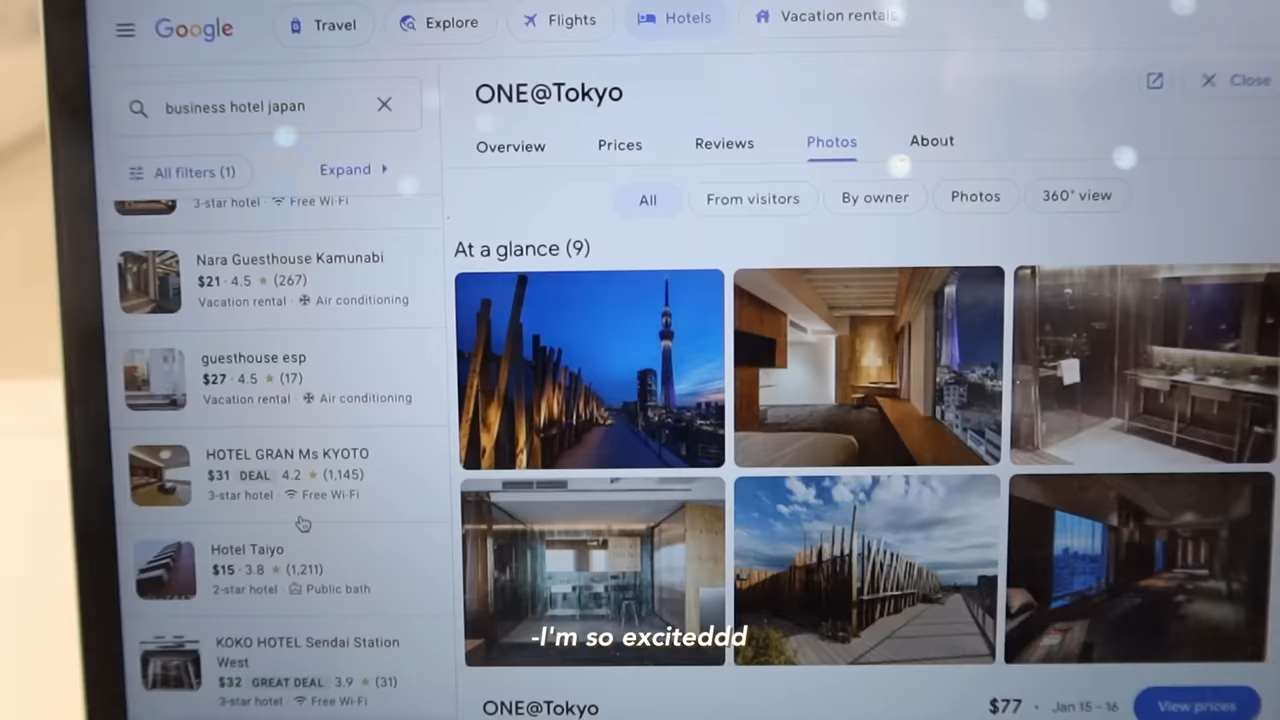 Google
Travel
Explore
Flights
Hotels
Vacation rentals
business hotel japan
All filters (1)
Expand
3-star hotel · Free Wi-Fi
Nara Guesthouse Kamunabi
$21 · 4.5 ★ (267)
Vacation rental · Air conditioning
guesthouse esp
$27 · 4.5 ★ (17)
Vacation rental · Air conditioning
HOTEL GRAN Ms KYOTO
$31 DEAL 4.2 ★ (1,145)
3-star hotel · Free Wi-Fi
Hotel Taiyo
$15 · 3.8 ★ (1,211)
2-star hotel · Public bath
KOKO HOTEL Sendai Station
West
$32 GREAT DEAL 3.9 ★ (31)
3-star hotel · Free Wi-Fi
ONE@Tokyo
Close
Overview
Prices
Reviews
Photos
About
All
From visitors
By owner
Photos
360° view
At a glance (9)
-I'm so exciteddd
ONE@Tokyo
$77 · Jan 15 – 16
View prices